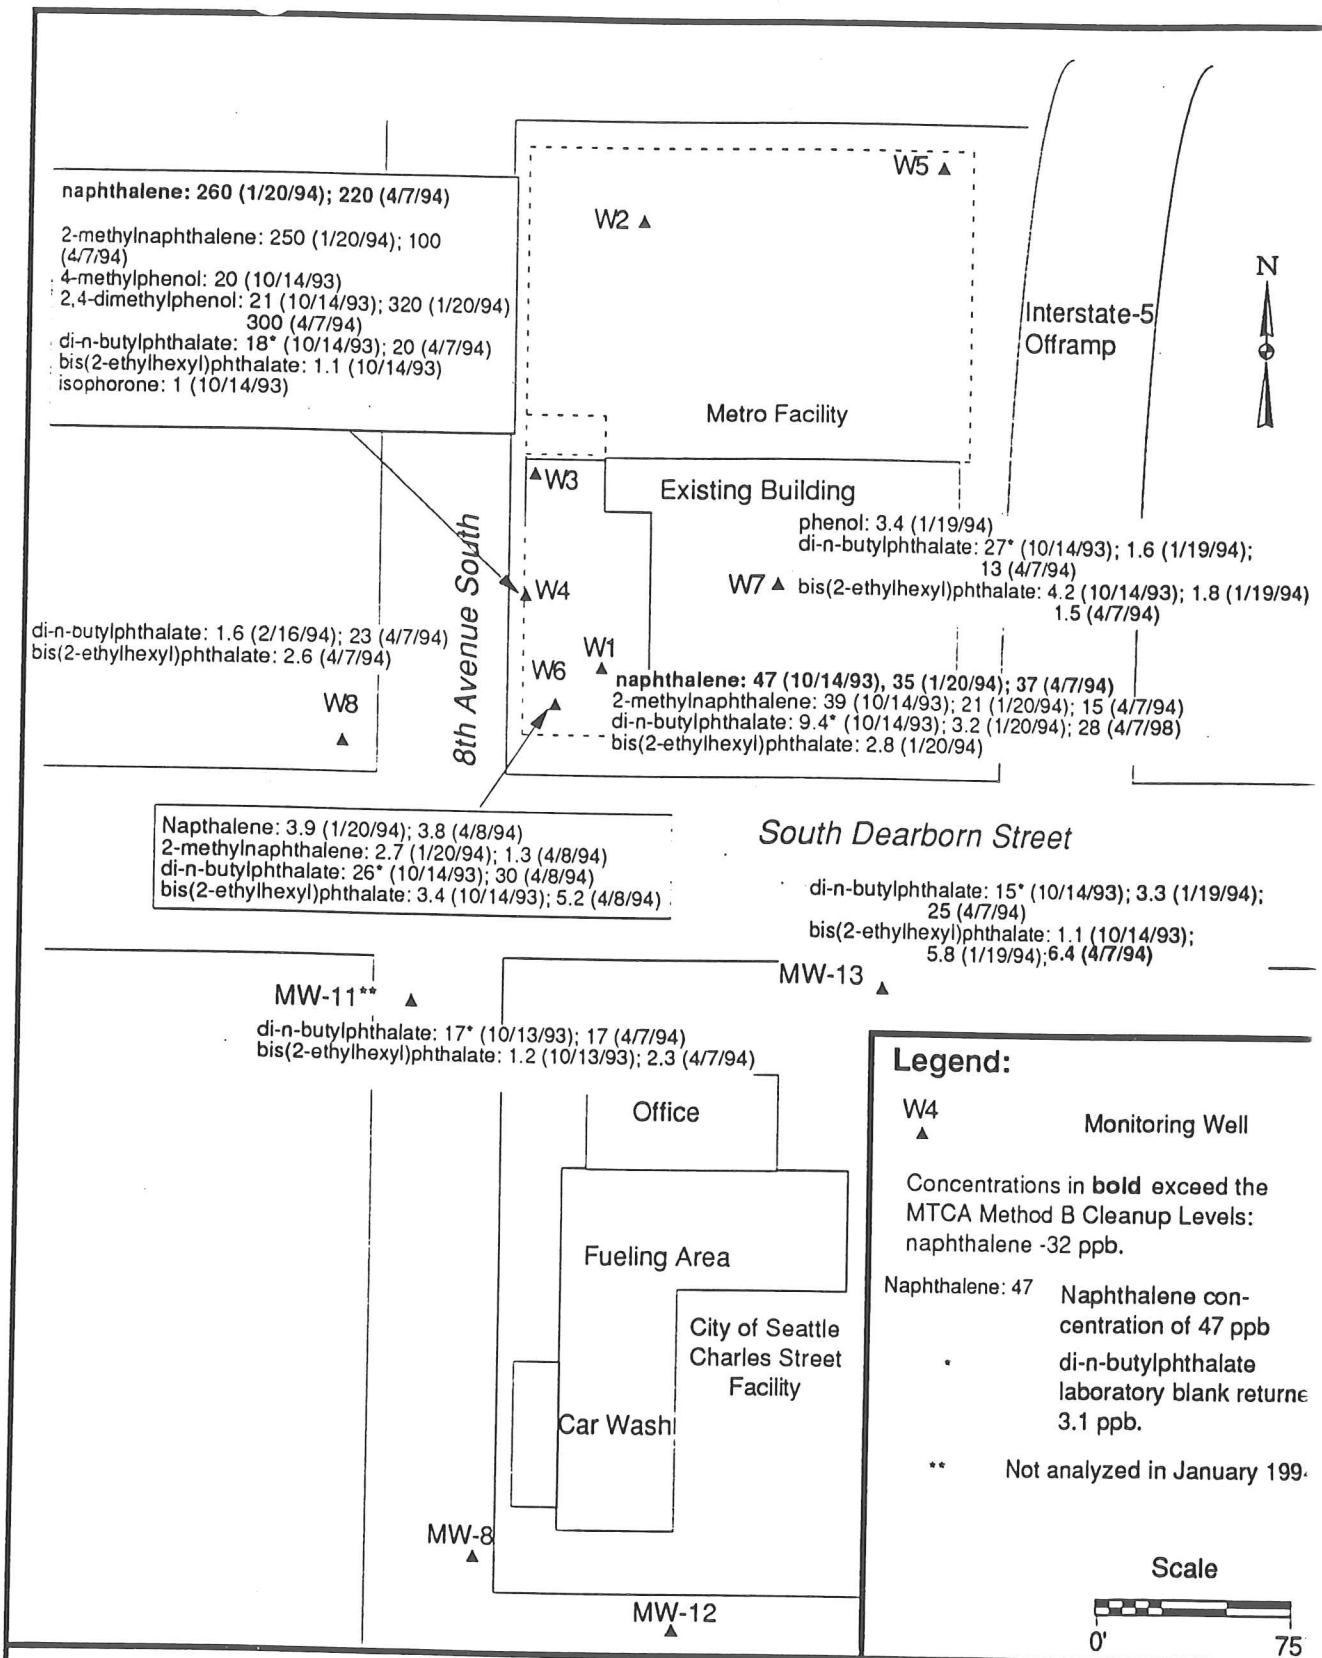 W5
W2
naphthalene: 260 (1/20/94); 220 (4/7/94)
2-methylnaphthalene: 250 (1/20/94); 100
(4/7/94)
4-methylphenol: 20 (10/14/93)
2,4-dimethylphenol: 21 (10/14/93); 320 (1/20/94)
300 (4/7/94)
di-n-butylphthalate: 18* (10/14/93); 20 (4/7/94)
bis(2-ethylhexyl)phthalate: 1.1 (10/14/93)
isophorone: 1 (10/14/93)
N
Interstate-5
Offramp
Metro Facility
W3
Existing Building
phenol: 3.4 (1/19/94)
di-n-butylphthalate: 27* (10/14/93); 1.6 (1/19/94);
13 (4/7/94)
W7
bis(2-ethylhexyl)phthalate: 4.2 (10/14/93); 1.8 (1/19/94)
1.5 (4/7/94)
W4
8th Avenue South
di-n-butylphthalate: 1.6 (2/16/94); 23 (4/7/94)
bis(2-ethylhexyl)phthalate: 2.6 (4/7/94)
W8
W1
W6
naphthalene: 47 (10/14/93), 35 (1/20/94); 37 (4/7/94)
2-methylnaphthalene: 39 (10/14/93); 21 (1/20/94); 15 (4/7/94)
di-n-butylphthalate: 9.4* (10/14/93); 3.2 (1/20/94); 28 (4/7/98)
bis(2-ethylhexyl)phthalate: 2.8 (1/20/94)
Napthalene: 3.9 (1/20/94); 3.8 (4/8/94)
2-methylnaphthalene: 2.7 (1/20/94); 1.3 (4/8/94)
di-n-butylphthalate: 26* (10/14/93); 30 (4/8/94)
bis(2-ethylhexyl)phthalate: 3.4 (10/14/93); 5.2 (4/8/94)
South Dearborn Street
di-n-butylphthalate: 15* (10/14/93); 3.3 (1/19/94);
25 (4/7/94)
bis(2-ethylhexyl)phthalate: 1.1 (10/14/93);
5.8 (1/19/94);6.4 (4/7/94)
MW-13
MW-11**
di-n-butylphthalate: 17* (10/13/93); 17 (4/7/94)
bis(2-ethylhexyl)phthalate: 1.2 (10/13/93); 2.3 (4/7/94)
Office
Fueling Area
City of Seattle
Charles Street
Facility
Car Wash
MW-8
MW-12
Legend:
W4
Monitoring Well
Concentrations in bold exceed the
MTCA Method B Cleanup Levels:
naphthalene -32 ppb.
Naphthalene: 47
Naphthalene con-
centration of 47 ppb
*
di-n-butylphthalate
laboratory blank returne
3.1 ppb.
**
Not analyzed in January 199
Scale
0'
75